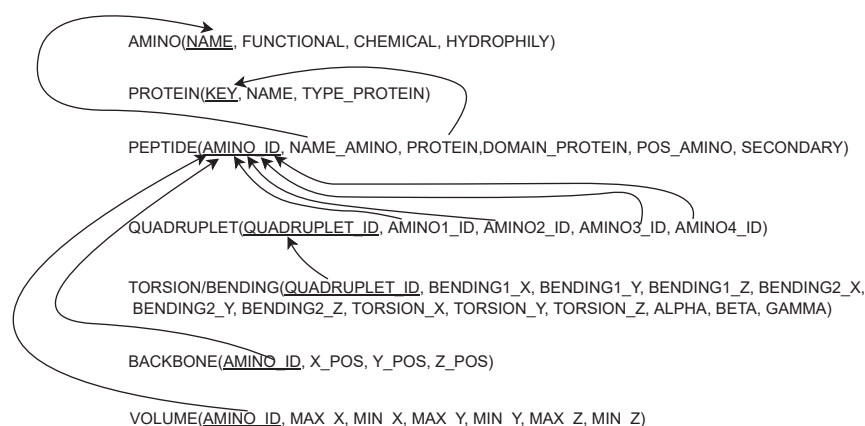 AMINO(NAME, FUNCTIONAL, CHEMICAL, HYDROPHILY)
PROTEIN(KEY, NAME, TYPE_PROTEIN)
PEPTIDE(AMINO_ID, NAME_AMINO, PROTEIN,DOMAIN_PROTEIN, POS_AMINO, SECONDARY)
QUADRUPLET(QUADRUPLET_ID, AMINO1_ID, AMINO2_ID, AMINO3_ID, AMINO4_ID)
TORSION/BENDING(QUADRUPLET_ID, BENDING1_X, BENDING1_Y, BENDING1_Z, BENDING2_X,
BENDING2_Y, BENDING2_Z, TORSION_X, TORSION_Y, TORSION_Z, ALPHA, BETA, GAMMA)
BACKBONE(AMINO_ID, X_POS, Y_POS, Z_POS)
VOLUME(AMINO_ID, MAX_X, MIN_X, MAX_Y, MIN_Y, MAX_Z, MIN_Z)